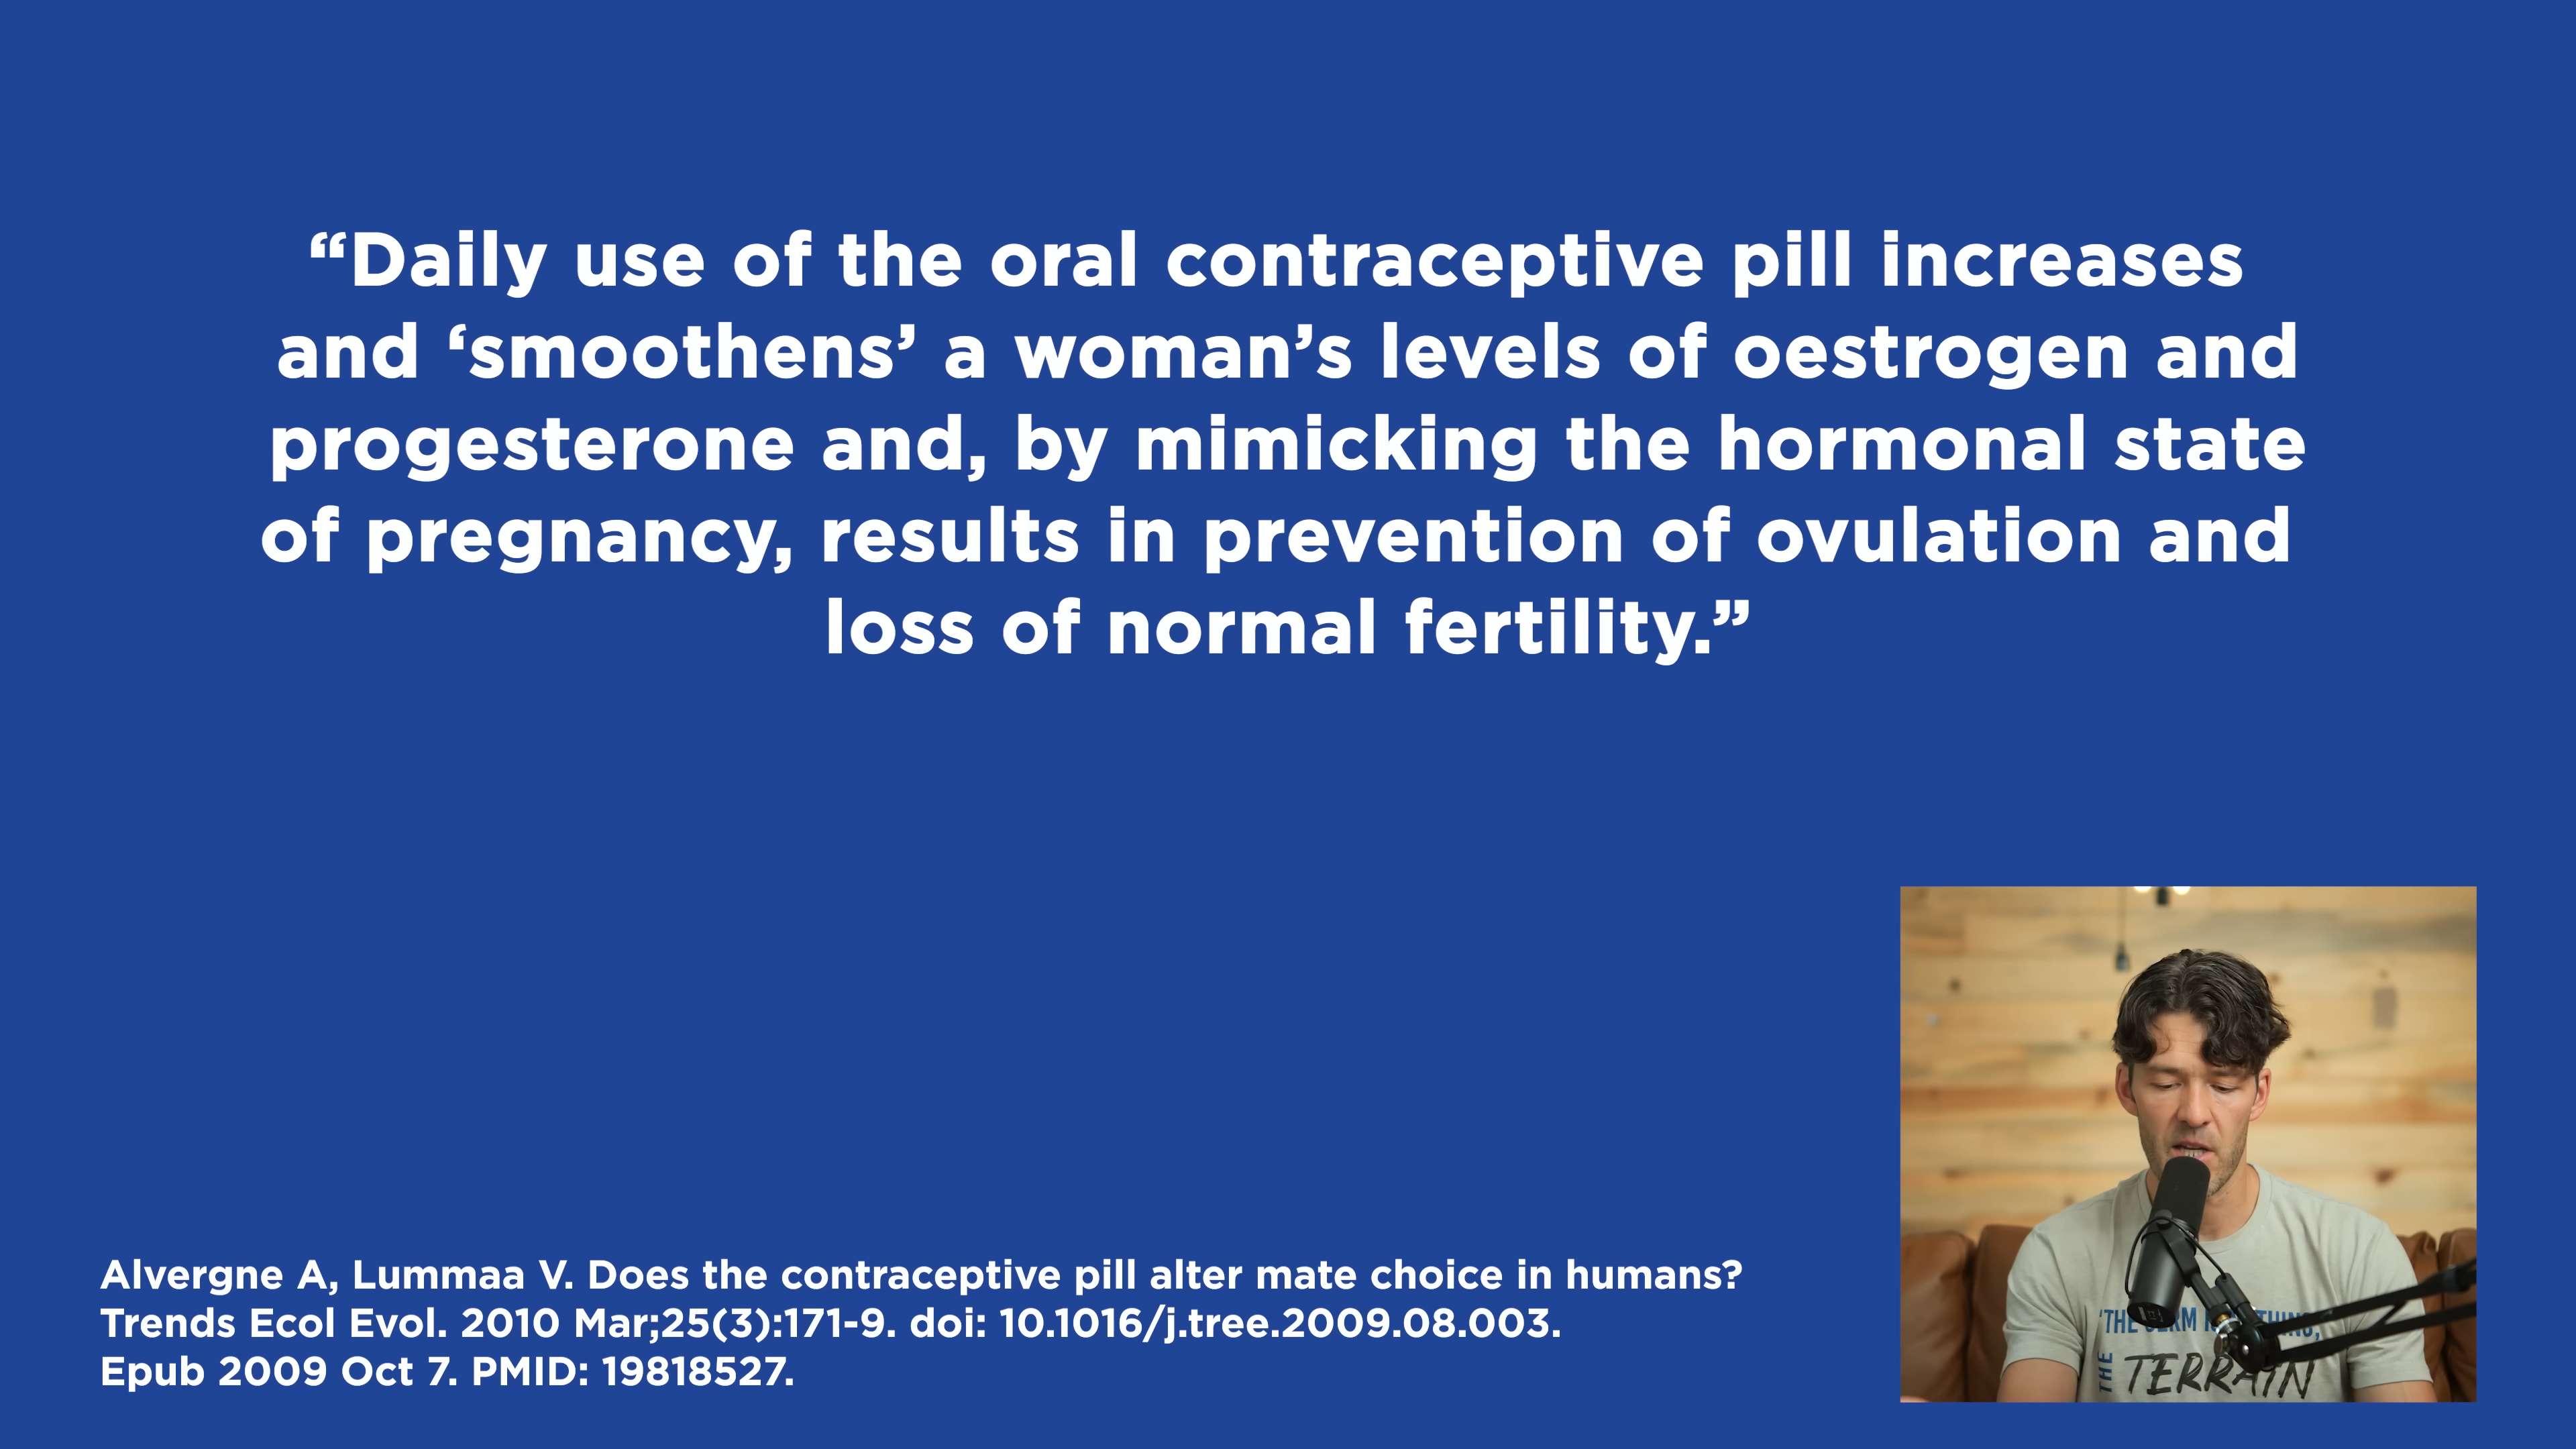 “Daily use of the oral contraceptive pill increases
and ‘smoothens’ a woman’s levels of oestrogen and
progesterone and, by mimicking the hormonal state
of pregnancy, results in prevention of ovulation and
loss of normal fertility.”
Alvergne A, Lummaa V. Does the contraceptive pill alter mate choice in humans?
Trends Ecol Evol. 2010 Mar;25(3):171-9. doi: 10.1016/j.tree.2009.08.003.
Epub 2009 Oct 7. PMID: 19818527.
'THE
THE TERRAIN